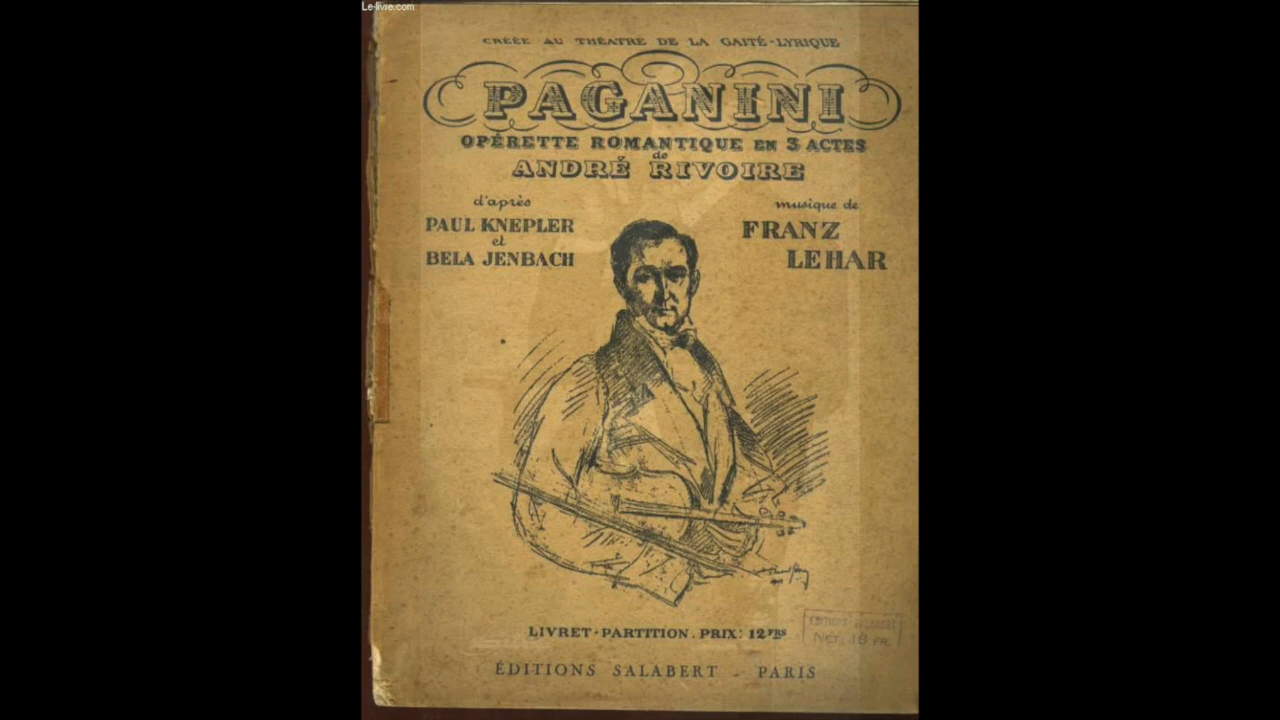 Le-livre.com
CRÉÉE AU THÉATRE DE LA GAITÉ-LYRIQUE
PAGANINI
OPÉRETTE ROMANTIQUE EN 3 ACTES
de
ANDRÉ RIVOIRE
d'après
PAUL KNEPLER
et
BELA JENBACH
musique de
FRANZ
LEHAR
LIVRET-PARTITION. PRIX: 12 FRS
EDITIONS SALABERT
NET. 18 FR.
ÉDITIONS SALABERT - PARIS